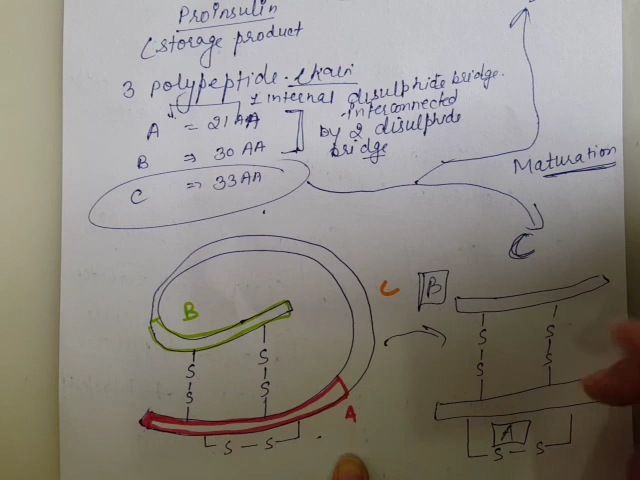 Proinsulin
(storage product
3 polypeptide chain
1 internal disulphide bridge.
A = 21 AA
interconnected
by 2 disulphide
bridge
B ⇒ 30 AA
C ⇒ 33 AA
Maturation
C
B
C
B
S S
S S
S S
S S
A
A
S - S
S - S